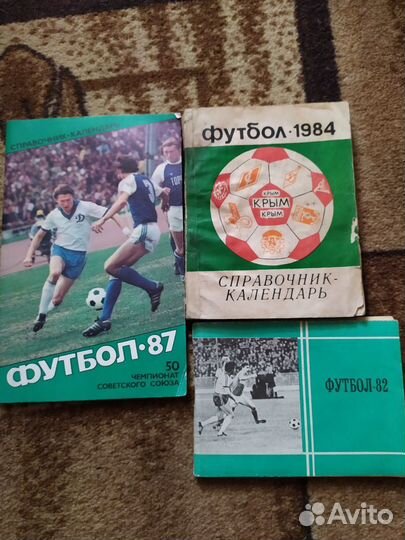 СПРАВОЧНИК-КАЛЕНДАРЬ
ФУТБОЛ·87
50
ЧЕМПИОНАТ
СОВЕТСКОГО СОЮЗА
футбол·1984
КРЫМ
КРЫМ
КРЫМ
СПРАВОЧНИК-
КАЛЕНДАРЬ
ФУТБОЛ-82
Avito